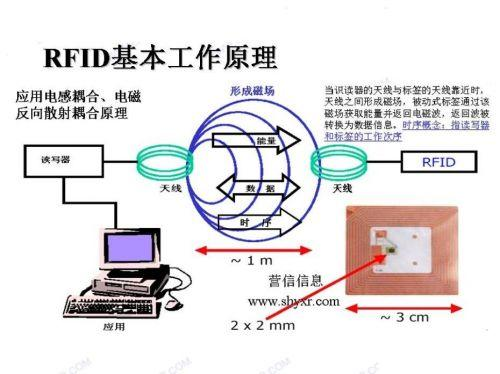 RFID基本工作原理
应用电感耦合、电磁
反向散射耦合原理
形成磁场
当识读器的天线与标签的天线靠近时，
天线之间形成磁场，被动式标签通过该
磁场获取能量并返回电磁波，返回波被
转换为数据信息。时序概念：指读写器
和标签的工作次序
能量
读写器
RFID
天线
数据
天线
时序
~ 1 m
营信信息
www.shyxr.com
应用
2 x 2 mm
~ 3 cm